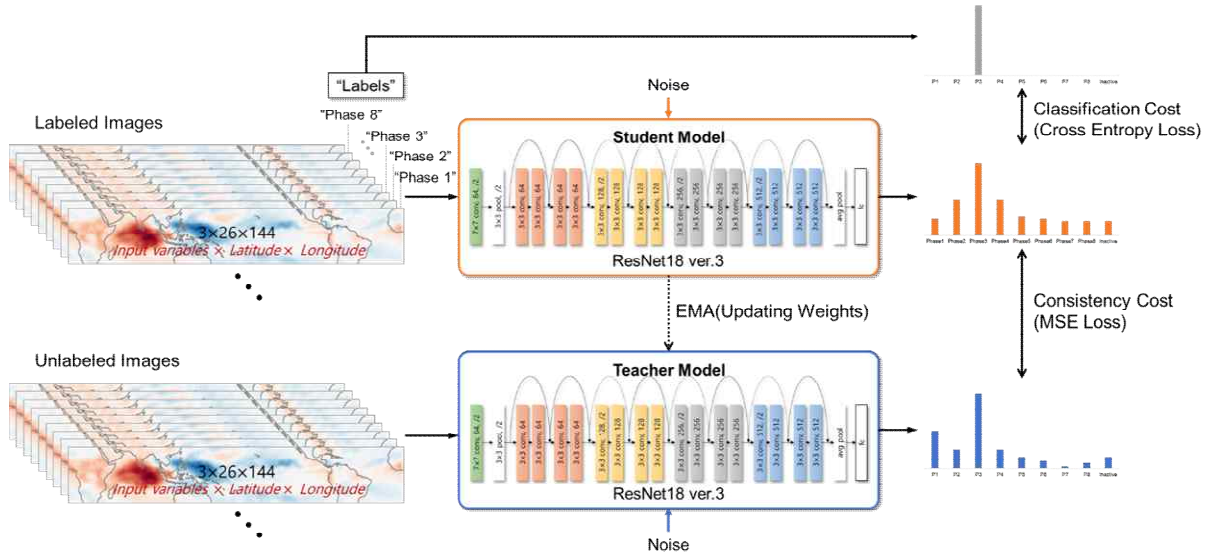 "Labels"
"Phase 8"
"Phase 3"
"Phase 2"
"Phase 1"
Labeled Images
3×26×144
Input variables × Latitude × Longitude
Noise
Student Model
7×7 conv, 64, /2
3×3 pool, /2
3×3 conv, 64
3×3 conv, 64
3×3 conv, 64
3×3 conv, 64
3×3 conv, 128, /2
3×3 conv, 128
3×3 conv, 128
3×3 conv, 128
3×3 conv, 256, /2
3×3 conv, 256
3×3 conv, 256
3×3 conv, 256
3×3 conv, 512, /2
3×3 conv, 512
3×3 conv, 512
3×3 conv, 512
avg pool
fc
ResNet18 ver.3
P1 P2 P3 P4 P5 P6 P7 P8 Inactive
Classification Cost
(Cross Entropy Loss)
Phase1 Phase2 Phase3 Phase4 Phase5 Phase6 Phase7 Phase8 Inactive
EMA(Updating Weights)
Consistency Cost
(MSE Loss)
Unlabeled Images
3×26×144
Input variables × Latitude × Longitude
Teacher Model
7×7 conv, 64, /2
3×3 pool, /2
3×3 conv, 64
3×3 conv, 64
3×3 conv, 64
3×3 conv, 64
3×3 conv, 128, /2
3×3 conv, 128
3×3 conv, 128
3×3 conv, 128
3×3 conv, 256, /2
3×3 conv, 256
3×3 conv, 256
3×3 conv, 256
3×3 conv, 512, /2
3×3 conv, 512
3×3 conv, 512
3×3 conv, 512
avg pool
fc
ResNet18 ver.3
P1 P2 P3 P4 P5 P6 P7 P8 Inactive
Noise